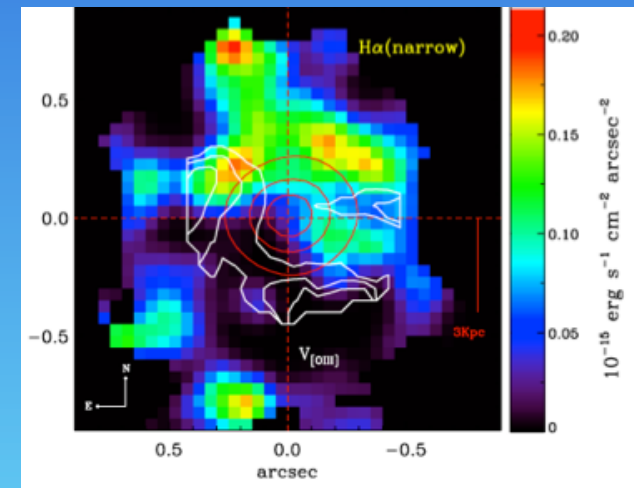 Hα(narrow)
0.5
0.0
−0.5
V[OIII]
3Kpc
N
E
0.5
0.0
−0.5
arcsec
0.20
0.15
0.10
0.05
0
10⁻¹⁵ erg s⁻¹ cm⁻² arcsec⁻²